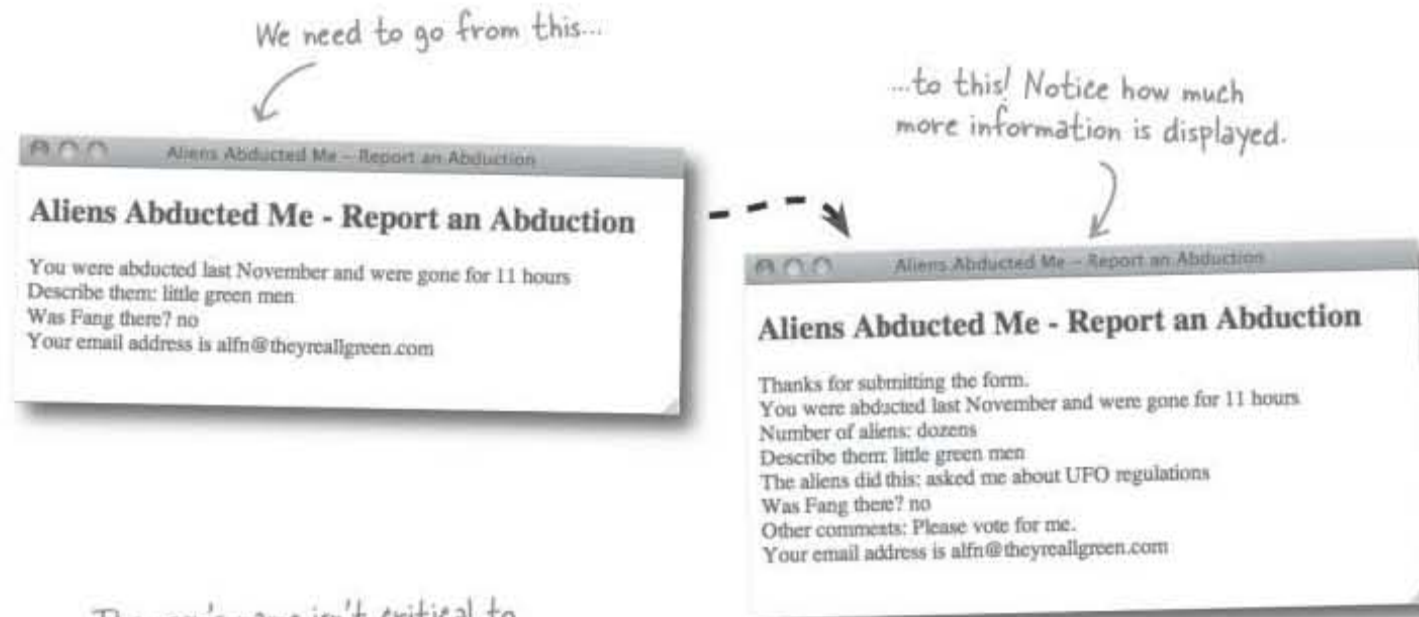 We need to go from this...
...to this! Notice how much
more information is displayed.
Aliens Abducted Me - Report an Abduction
Aliens Abducted Me - Report an Abduction
You were abducted last November and were gone for 11 hours
Describe them: little green men
Was Fang there? no
Your email address is alfn@theyreallgreen.com
Aliens Abducted Me - Report an Abduction
Aliens Abducted Me - Report an Abduction
Thanks for submitting the form.
You were abducted last November and were gone for 11 hours
Number of aliens: dozens
Describe them: little green men
The aliens did this: asked me about UFO regulations
Was Fang there? no
Other comments: Please vote for me.
Your email address is alfn@theyreallgreen.com
isn't critical to